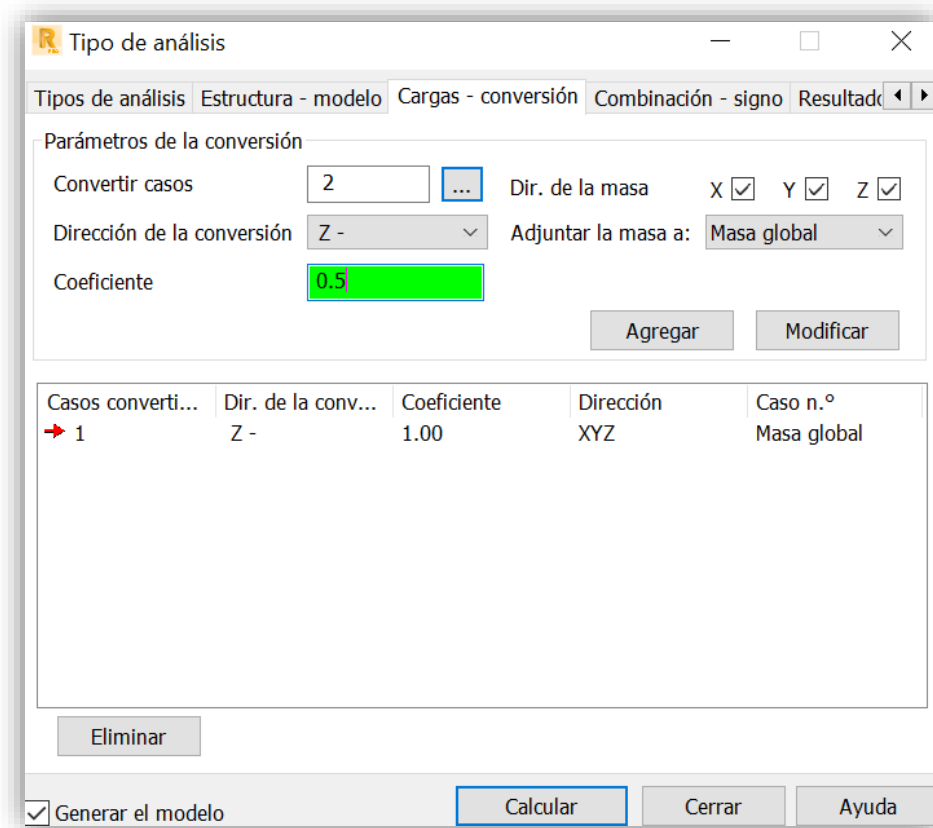 Tipo de análisis
Tipos de análisis Estructura - modelo Cargas - conversión Combinación - signo Resultado
Parámetros de la conversión
Convertir casos 2 ... Dir. de la masa X Y Z
Dirección de la conversión Z - Adjuntar la masa a: Masa global
Coeficiente 0.5
Agregar Modificar
Casos converti... Dir. de la conv... Coeficiente Dirección Caso n.º
1 Z - 1.00 XYZ Masa global
Eliminar
Generar el modelo Calcular Cerrar Ayuda